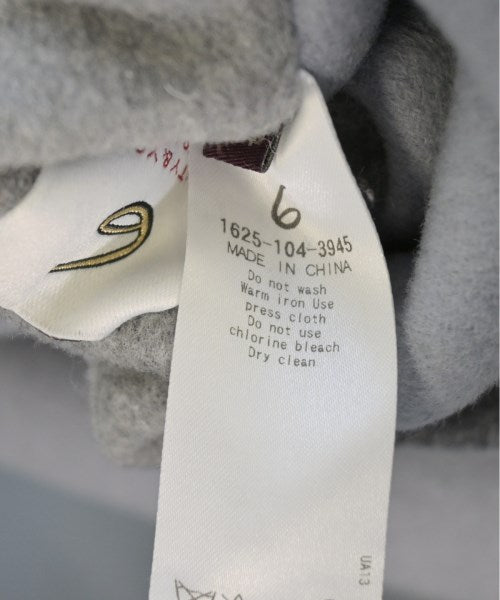 6
1625-104-3945
MADE IN CHINA
Do not wash
Warm iron Use
press cloth
Do not use
chlorine bleach
Dry clean
UA13